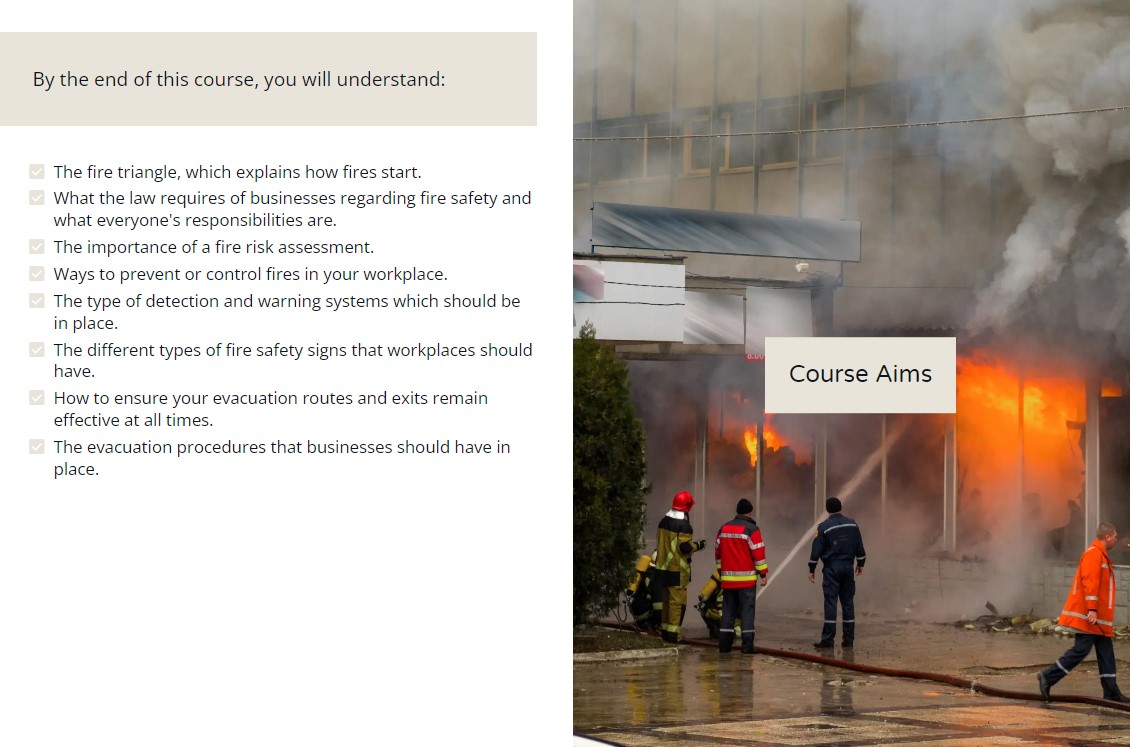 By the end of this course, you will understand:
The fire triangle, which explains how fires start.
What the law requires of businesses regarding fire safety and
what everyone's responsibilities are.
The importance of a fire risk assessment.
Ways to prevent or control fires in your workplace.
The type of detection and warning systems which should be
in place.
The different types of fire safety signs that workplaces should
have.
How to ensure your evacuation routes and exits remain
effective at all times.
The evacuation procedures that businesses should have in
place.
Course Aims